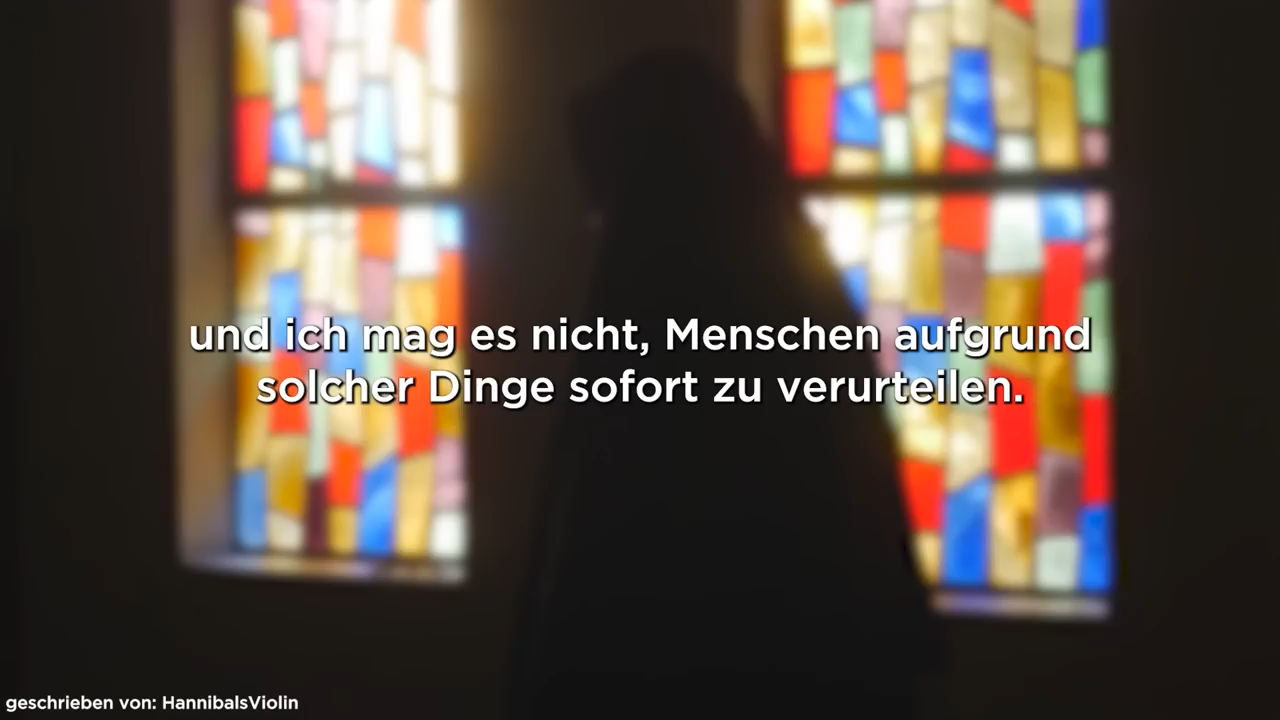 und ich mag es nicht, Menschen aufgrund
solcher Dinge sofort zu verurteilen.
geschrieben von: HannibalsViolin